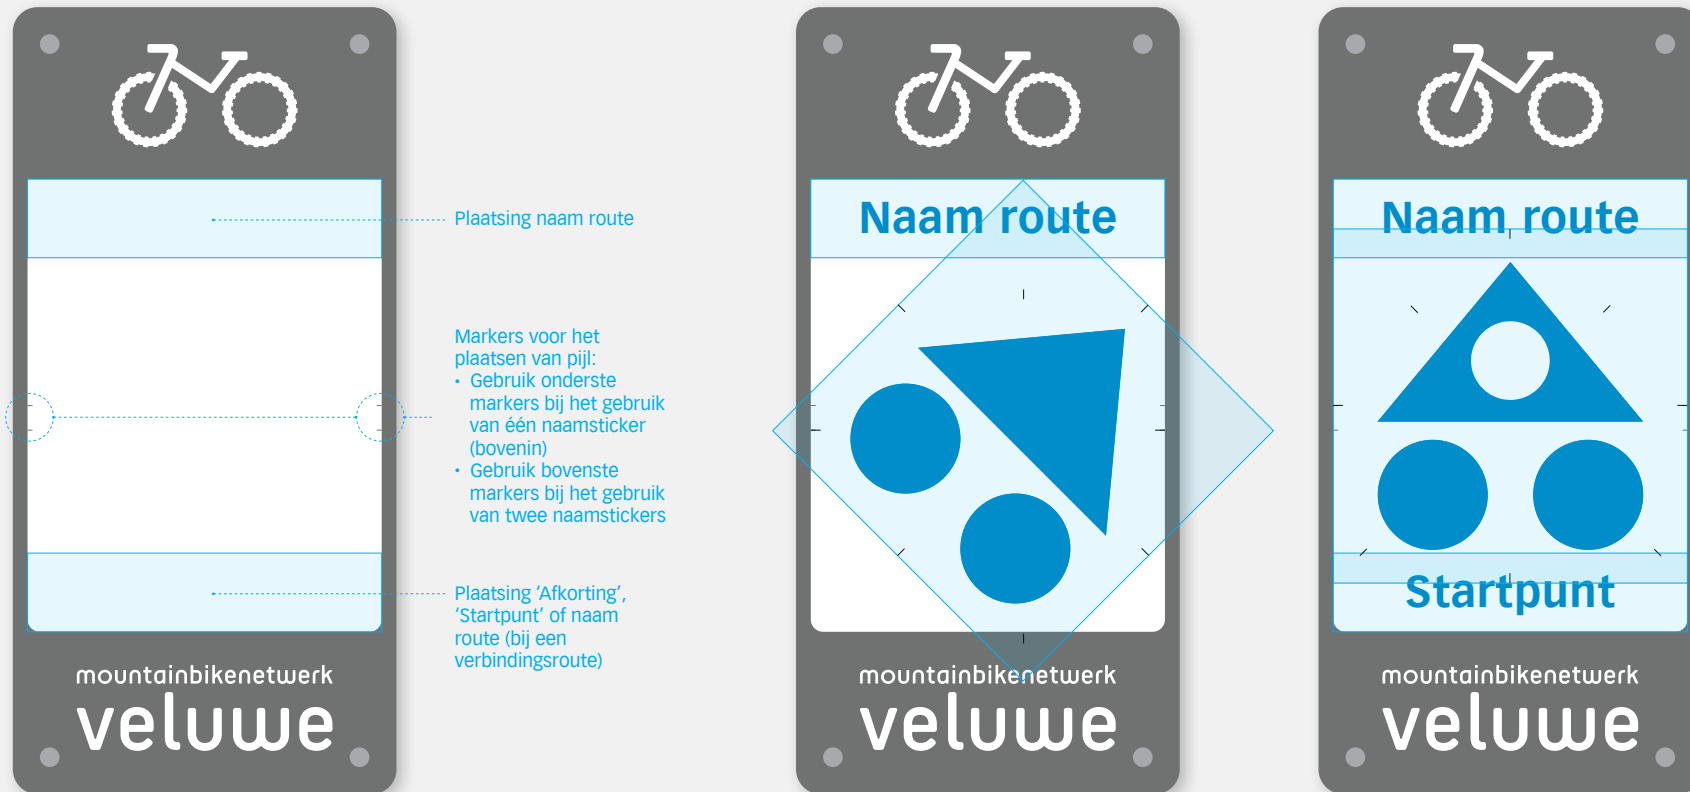 Plaatsing naam route
Markers voor het
plaatsen van pijl:
• Gebruik onderste
markers bij het gebruik
van één naamsticker
(bovenin)
• Gebruik bovenste
markers bij het gebruik
van twee naamstickers
Plaatsing ‘Afkorting’,
‘Startpunt’ of naam
route (bij een
verbindingsroute)
mountainbikenetwerk
veluwe
Naam route
mountainbikenetwerk
veluwe
Naam route
Startpunt
mountainbikenetwerk
veluwe